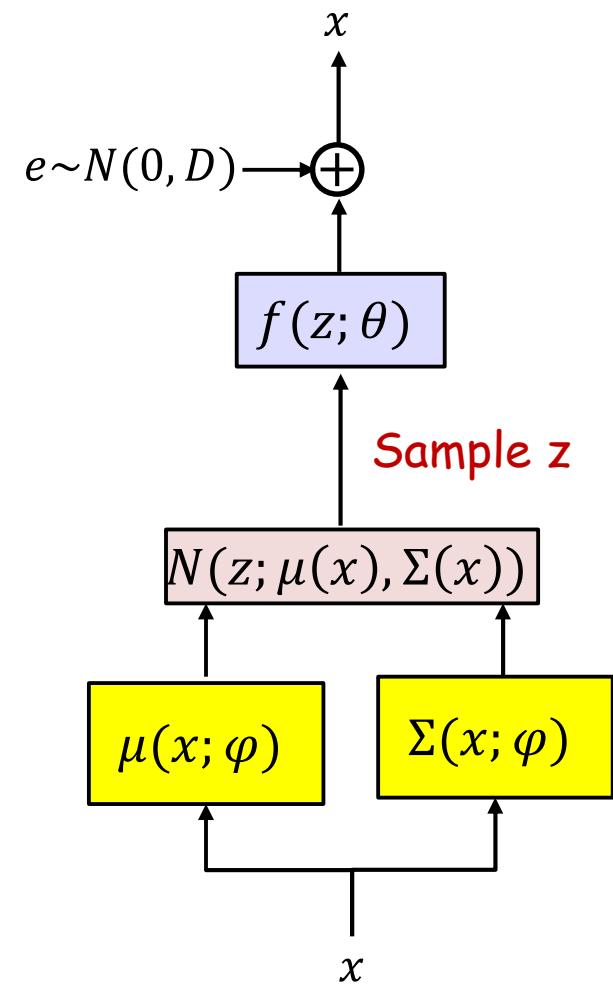 x
e~N(0, D)
+
f(z; θ)
Sample z
N(z; μ(x), Σ(x))
μ(x; φ)
Σ(x; φ)
x